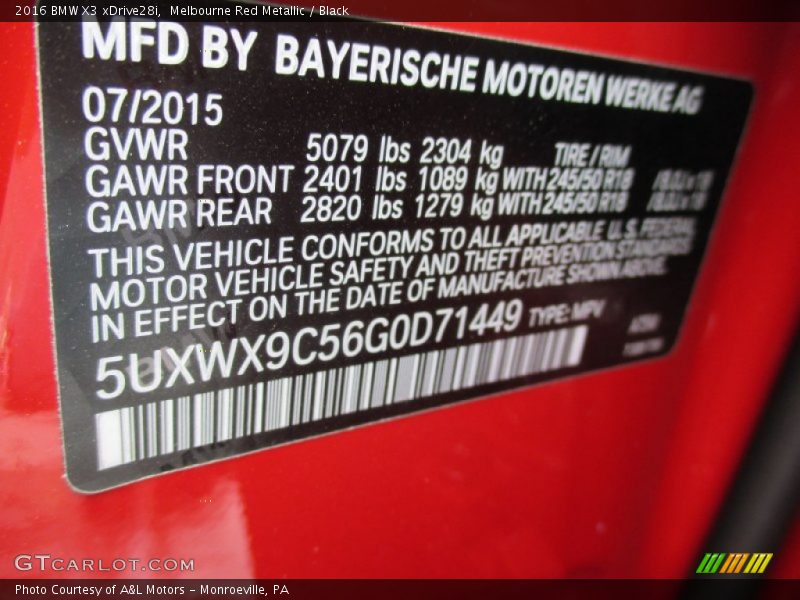 2016 BMW X3 xDrive28i, Melbourne Red Metallic / Black
MFD BY BAYERISCHE MOTOREN WERKE AG
07/2015
GVWR 5079 lbs 2304 kg TIRE / RIM
GAWR FRONT 2401 lbs 1089 kg WITH 245/50 R18
GAWR REAR 2820 lbs 1279 kg WITH 245/50 R18
THIS VEHICLE CONFORMS TO ALL APPLICABLE U.S. FEDERAL
MOTOR VEHICLE SAFETY AND THEFT PREVENTION STANDARDS
IN EFFECT ON THE DATE OF MANUFACTURE SHOWN ABOVE.
5UXWX9C56G0D71449 TYPE: MPV
GTCARLOT.COM
Photo Courtesy of A&L Motors – Monroeville, PA